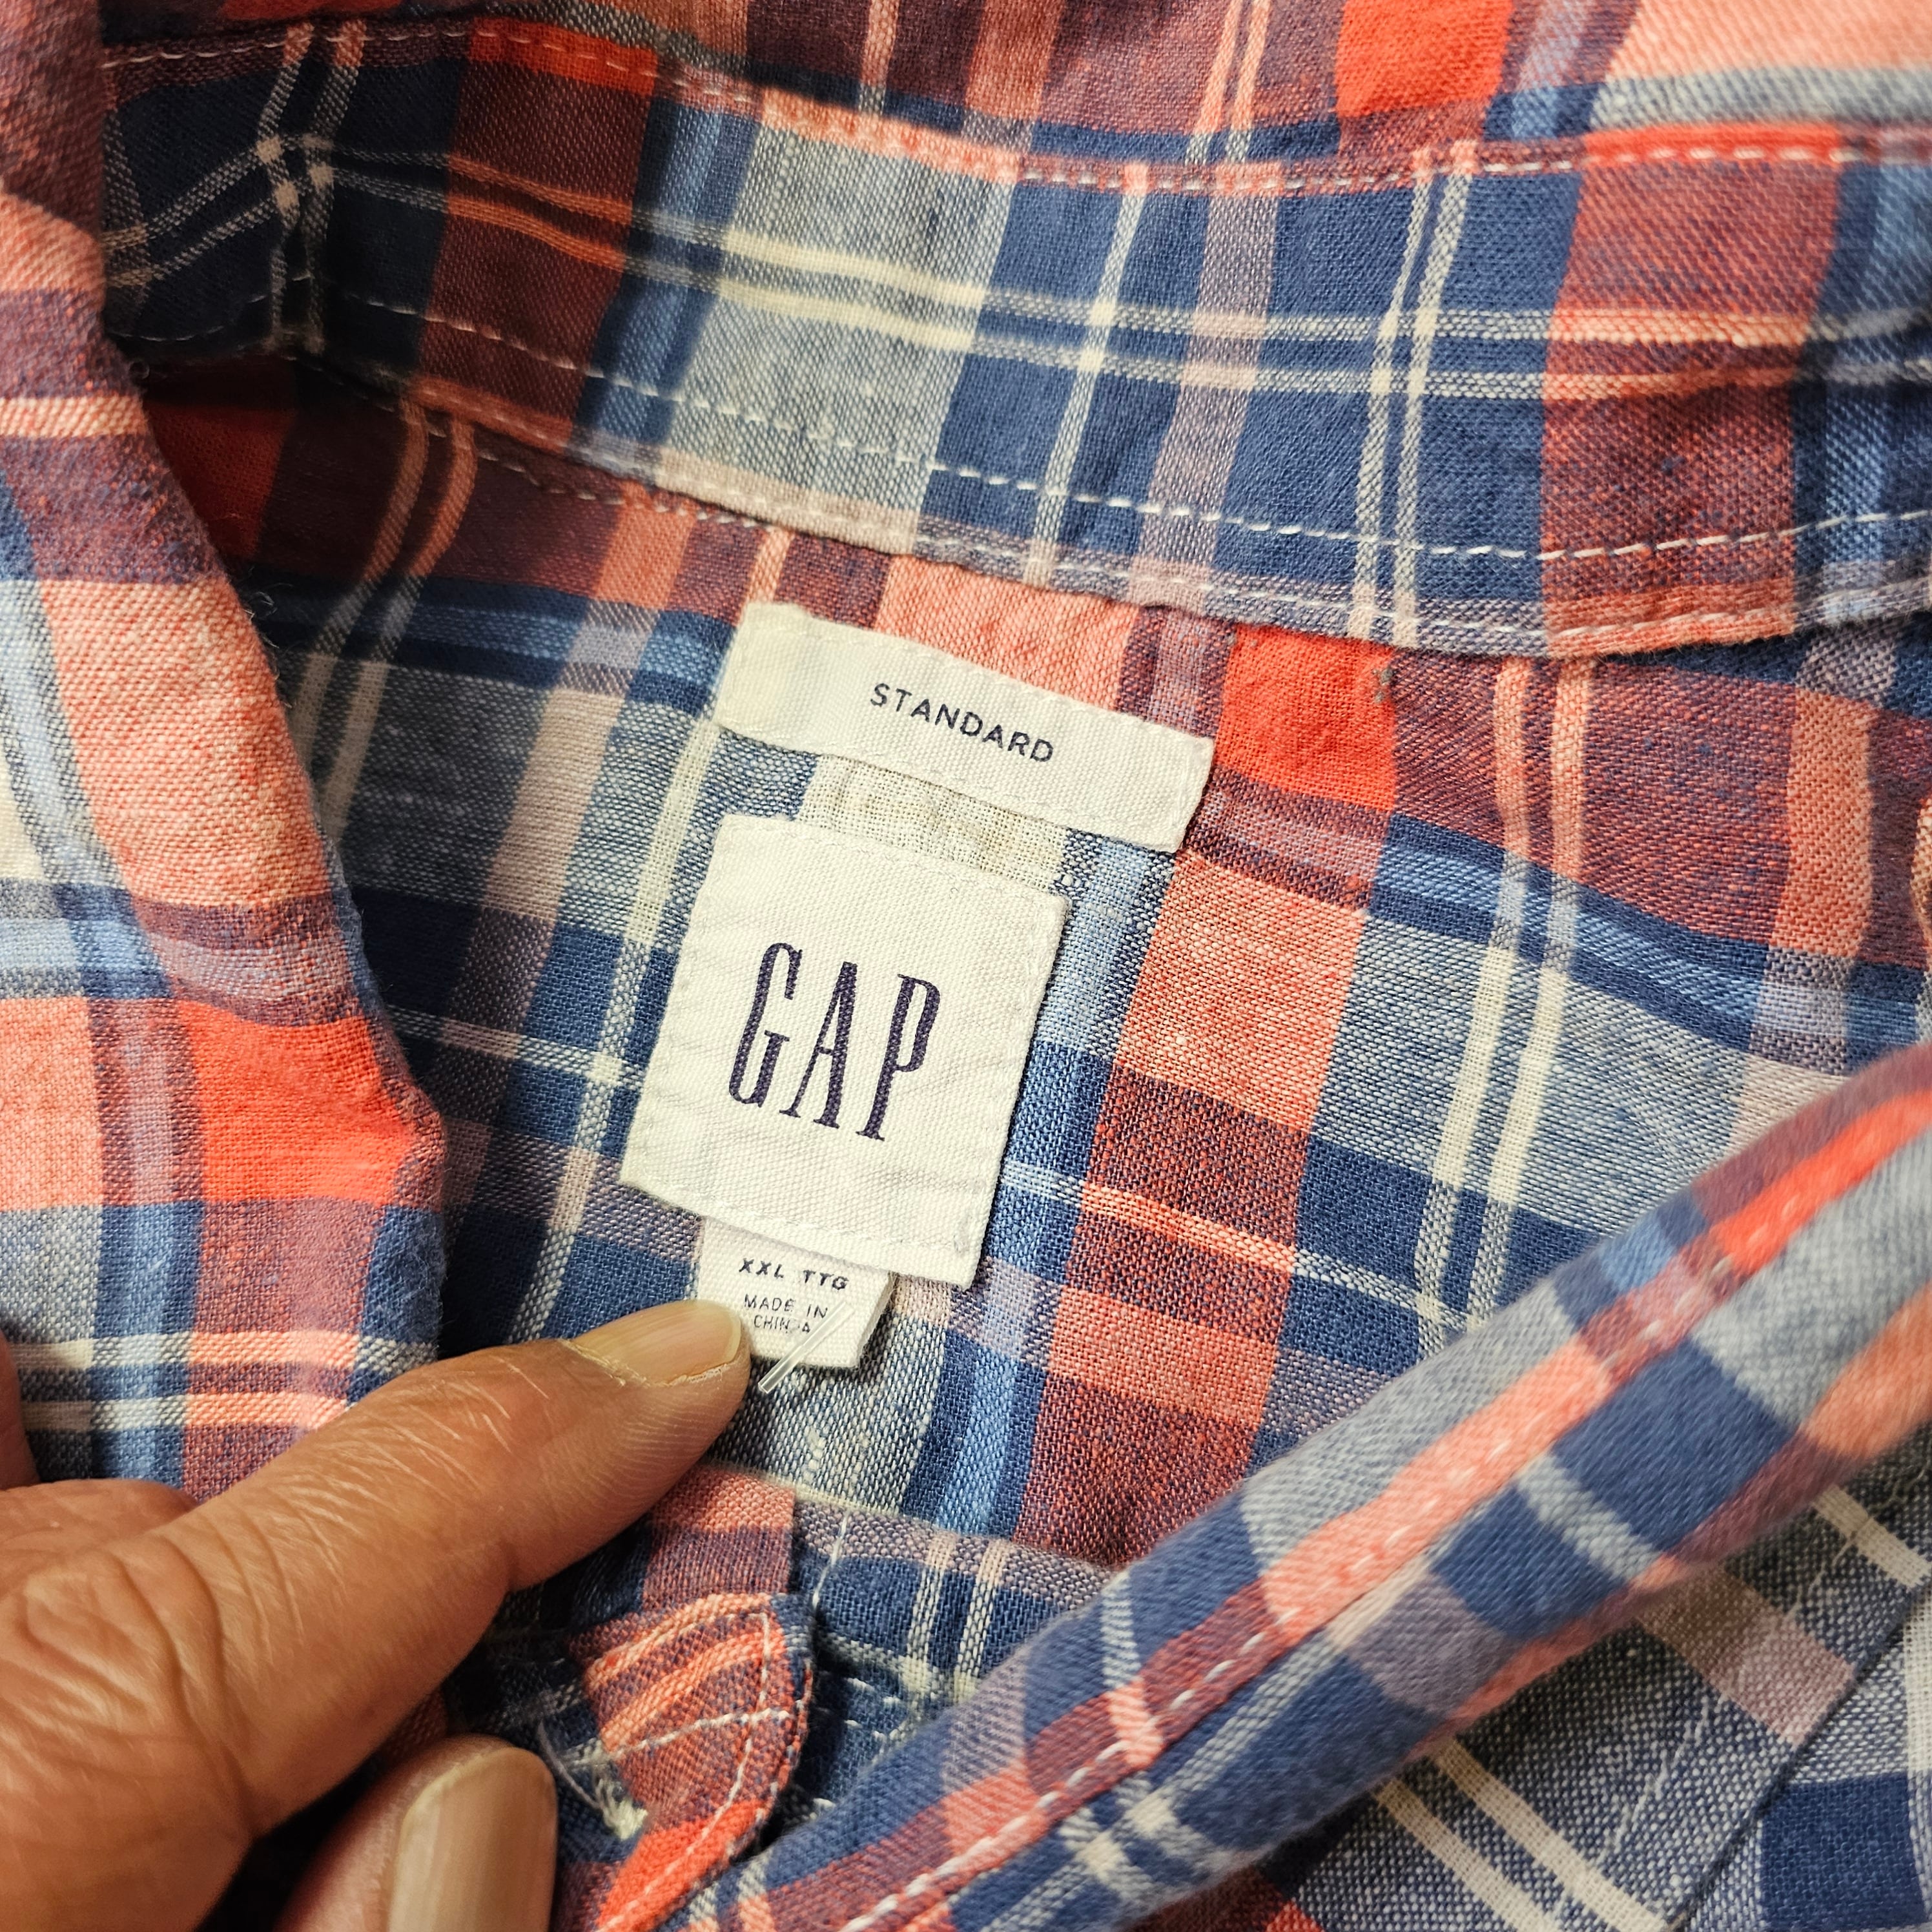 STANDARD
GAP
XXL TTG
MADE IN
CHINA